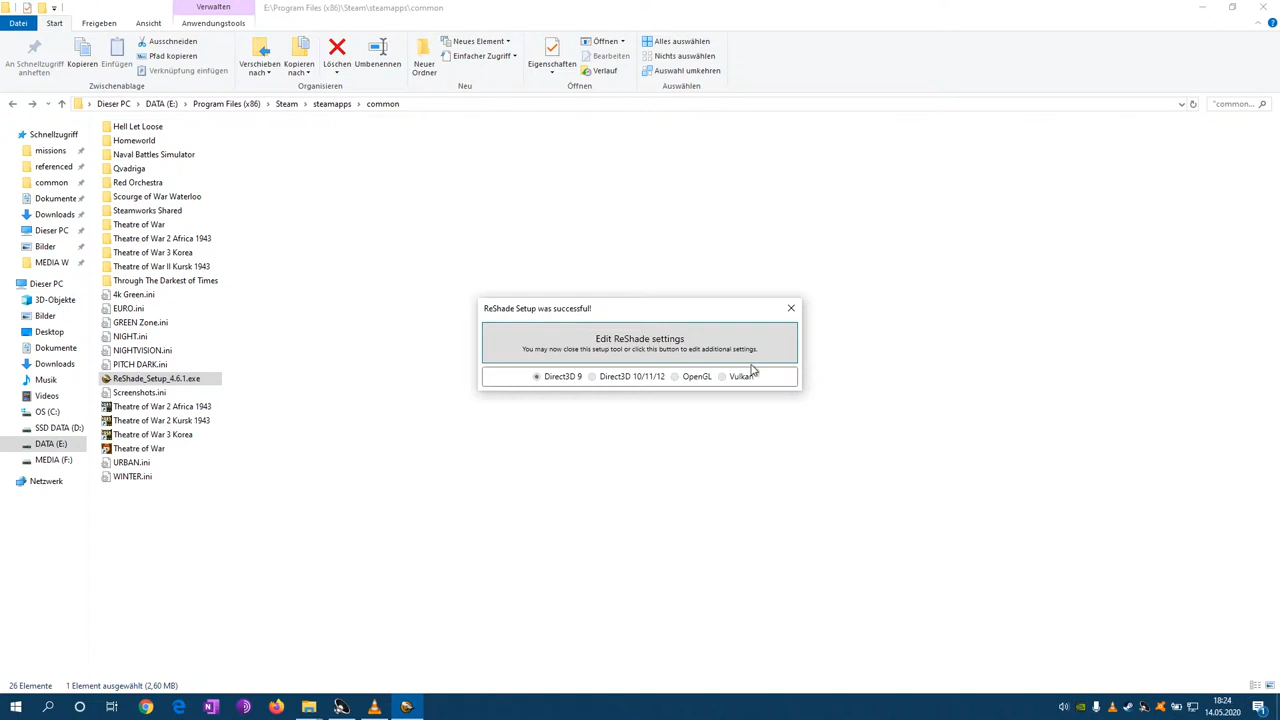 Verwalten
E:\Program Files (x86)\Steam\steamapps\common
Datei
Start
Freigeben
Ansicht
Anwendungstools
An Schnellzugriff anheften
Kopieren
Einfügen
Ausschneiden
Pfad kopieren
Verknüpfung einfügen
Zwischenablage
Verschieben nach
Kopieren nach
Löschen
Umbenennen
Organisieren
Neuer Ordner
Neues Element
Einfacher Zugriff
Neu
Eigenschaften
Öffnen
Bearbeiten
Verlauf
Öffnen
Alles auswählen
Nichts auswählen
Auswahl umkehren
Auswählen
Dieser PC
DATA (E:)
Program Files (x86)
Steam
steamapps
common
"common...
Schnellzugriff
missions
referenced
common
Dokumente
Downloads
Dieser PC
Bilder
MEDIA W
Dieser PC
3D-Objekte
Bilder
Desktop
Dokumente
Downloads
Musik
Videos
OS (C:)
SSD DATA (D:)
DATA (E:)
MEDIA (F:)
Netzwerk
Hell Let Loose
Homeworld
Naval Battles Simulator
Qvadriga
Red Orchestra
Scourge of War Waterloo
Steamworks Shared
Theatre of War
Theatre of War 2 Africa 1943
Theatre of War 3 Korea
Theatre of War II Kursk 1943
Through The Darkest of Times
4k Green.ini
EURO.ini
GREEN Zone.ini
NIGHT.ini
NIGHTVISION.ini
PITCH DARK.ini
ReShade_Setup_4.6.1.exe
Screenshots.ini
Theatre of War 2 Africa 1943
Theatre of War 2 Kursk 1943
Theatre of War 3 Korea
Theatre of War
URBAN.ini
WINTER.ini
ReShade Setup was successful!
Edit ReShade settings
You may now close this setup tool or click this button to edit additional settings.
Direct3D 9
Direct3D 10/11/12
OpenGL
Vulkan
26 Elemente
1 Element ausgewählt (2,60 MB)
18:24
14.05.2020
1